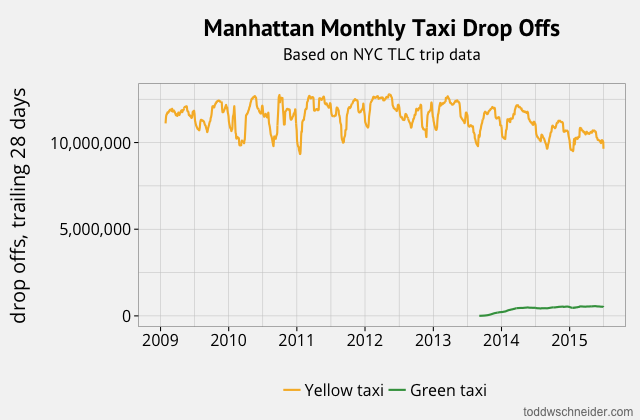 Manhattan Monthly Taxi Drop Offs
Based on NYC TLC trip data
drop offs, trailing 28 days
10,000,000
5,000,000
0
2009 2010 2011 2012 2013 2014 2015
Yellow taxi Green taxi
toddwschneider.com